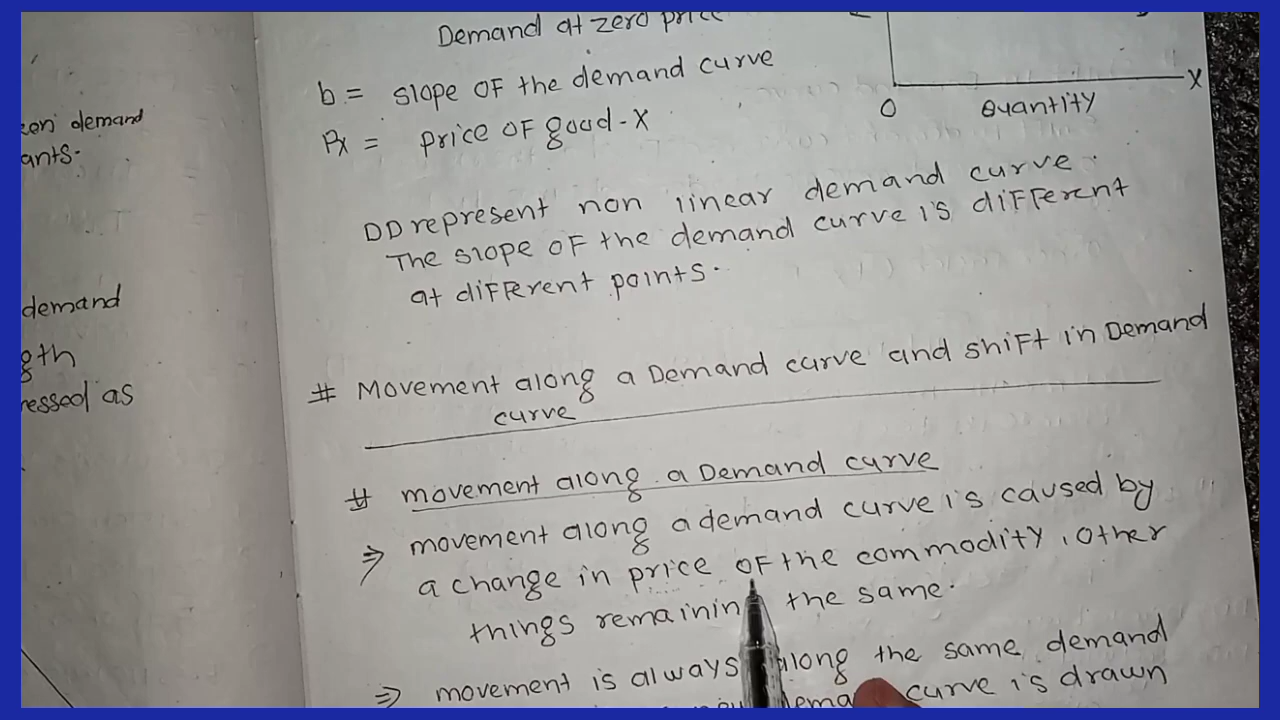 zen demand
ants.
demand
gth
ressed as
Demand at zero price
b = slope of the demand curve
Px = price of good-X
O
Quantity
X
DD represent non linear demand curve.
The slope of the demand curve is different
at different points.
# Movement along a Demand curve and shift in Demand
curve
# movement along a Demand curve
⇒ movement along a demand curve is caused by
a change in price of the commodity, other
things remaining the same.
⇒ movement is always along the same demand
curve is drawn